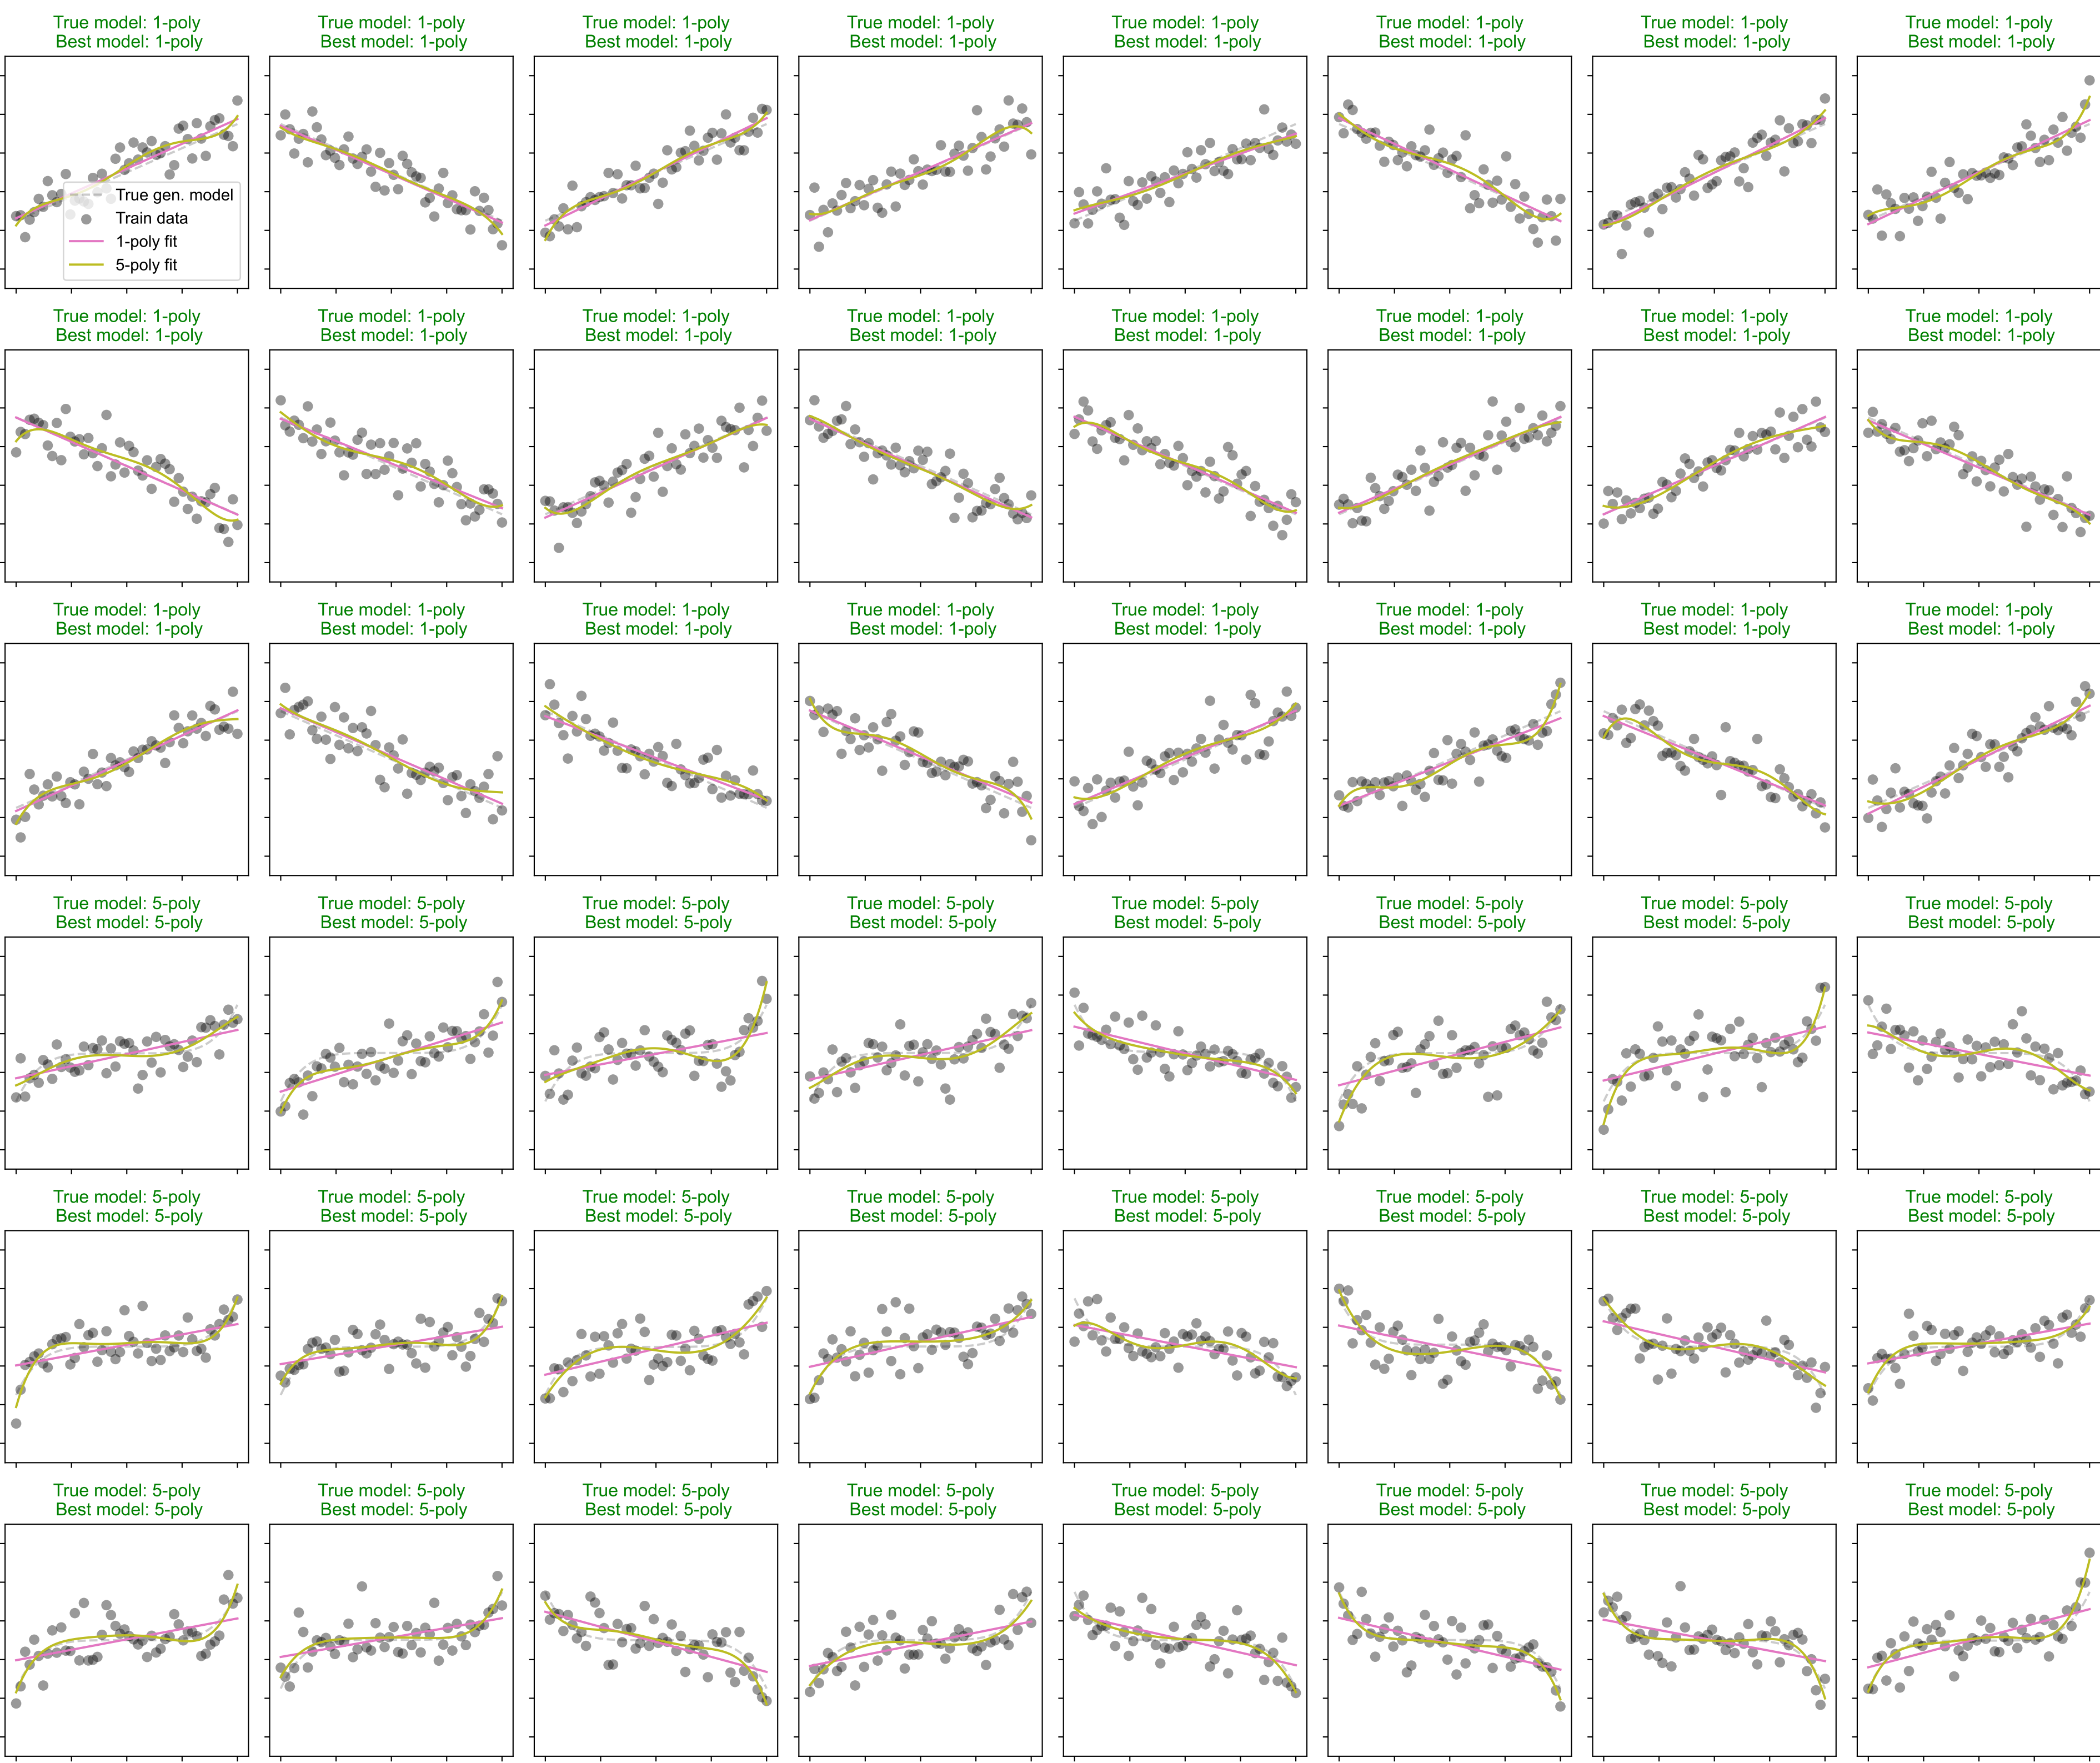 True model: 1-poly True model: 1-poly True model: 1-poly True model: 1-poly True model: 1-poly True model: 1-poly True model: 1-poly True model: 1-poly
Best model: 1-poly Best model: 1-poly Best model: 1-poly Best model: 1-poly Best model: 1-poly Best model: 1-poly Best model: 1-poly Best model: 1-poly
True gen. model
Train data
1-poly fit
5-poly fit
True model: 1-poly True model: 1-poly True model: 1-poly True model: 1-poly True model: 1-poly True model: 1-poly True model: 1-poly True model: 1-poly
Best model: 1-poly Best model: 1-poly Best model: 1-poly Best model: 1-poly Best model: 1-poly Best model: 1-poly Best model: 1-poly Best model: 1-poly
True model: 1-poly True model: 1-poly True model: 1-poly True model: 1-poly True model: 1-poly True model: 1-poly True model: 1-poly True model: 1-poly
Best model: 1-poly Best model: 1-poly Best model: 1-poly Best model: 1-poly Best model: 1-poly Best model: 1-poly Best model: 1-poly Best model: 1-poly
True model: 5-poly True model: 5-poly True model: 5-poly True model: 5-poly True model: 5-poly True model: 5-poly True model: 5-poly True model: 5-poly
Best model: 5-poly Best model: 5-poly Best model: 5-poly Best model: 5-poly Best model: 5-poly Best model: 5-poly Best model: 5-poly Best model: 5-poly
True model: 5-poly True model: 5-poly True model: 5-poly True model: 5-poly True model: 5-poly True model: 5-poly True model: 5-poly True model: 5-poly
Best model: 5-poly Best model: 5-poly Best model: 5-poly Best model: 5-poly Best model: 5-poly Best model: 5-poly Best model: 5-poly Best model: 5-poly
True model: 5-poly True model: 5-poly True model: 5-poly True model: 5-poly True model: 5-poly True model: 5-poly True model: 5-poly True model: 5-poly
Best model: 5-poly Best model: 5-poly Best model: 5-poly Best model: 5-poly Best model: 5-poly Best model: 5-poly Best model: 5-poly Best model: 5-poly